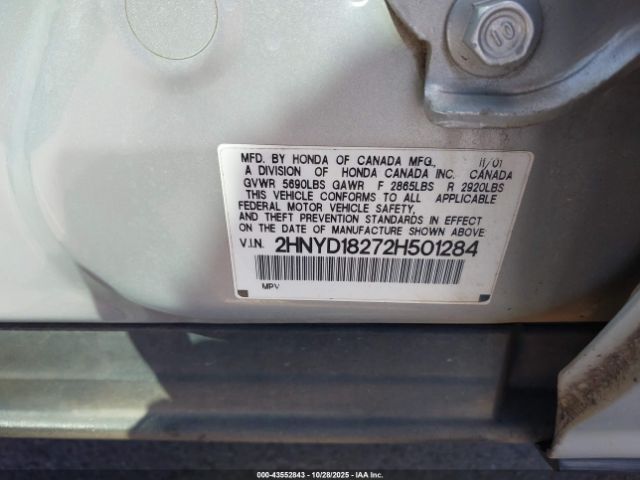 10
MFD. BY HONDA OF CANADA MFG., 11/01
A DIVISION OF HONDA CANADA INC. CANADA
GVWR 5690LBS GAWR F 2865LBS R 2920LBS
THIS VEHICLE CONFORMS TO ALL APPLICABLE
FEDERAL MOTOR VEHICLE SAFETY,
AND THEFT PREVENTION STANDARDS IN EFFECT
ON THE DATE OF MANUFACTURE SHOWN ABOVE
V.I.N. 2HNYD18272H501284
MPV
000-43552843 | 10/28/2025 | IAA Inc.